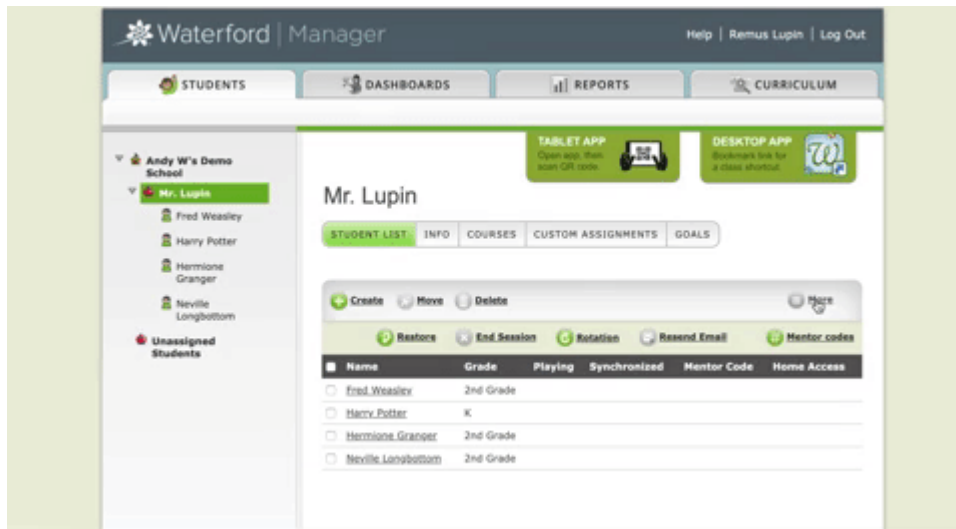 Waterford | Manager
Help | Remus Lupin | Log Out
STUDENTS
DASHBOARDS
REPORTS
CURRICULUM
Andy W's Demo
School
Mr. Lupin
Fred Weasley
Harry Potter
Hermione
Granger
Neville
Longbottom
Unassigned
Students
TABLET APP
Open app, then
scan QR code.
DESKTOP APP
Bookmark link for
a class shortcut.
Mr. Lupin
STUDENT LIST INFO COURSES CUSTOM ASSIGNMENTS GOALS
Create Move Delete More
Restore End Session Rotation Resend Email Mentor codes
Name Grade Playing Synchronized Mentor Code Home Access
Fred Weasley 2nd Grade
Harry Potter K
Hermione Granger 2nd Grade
Neville Longbottom 2nd Grade